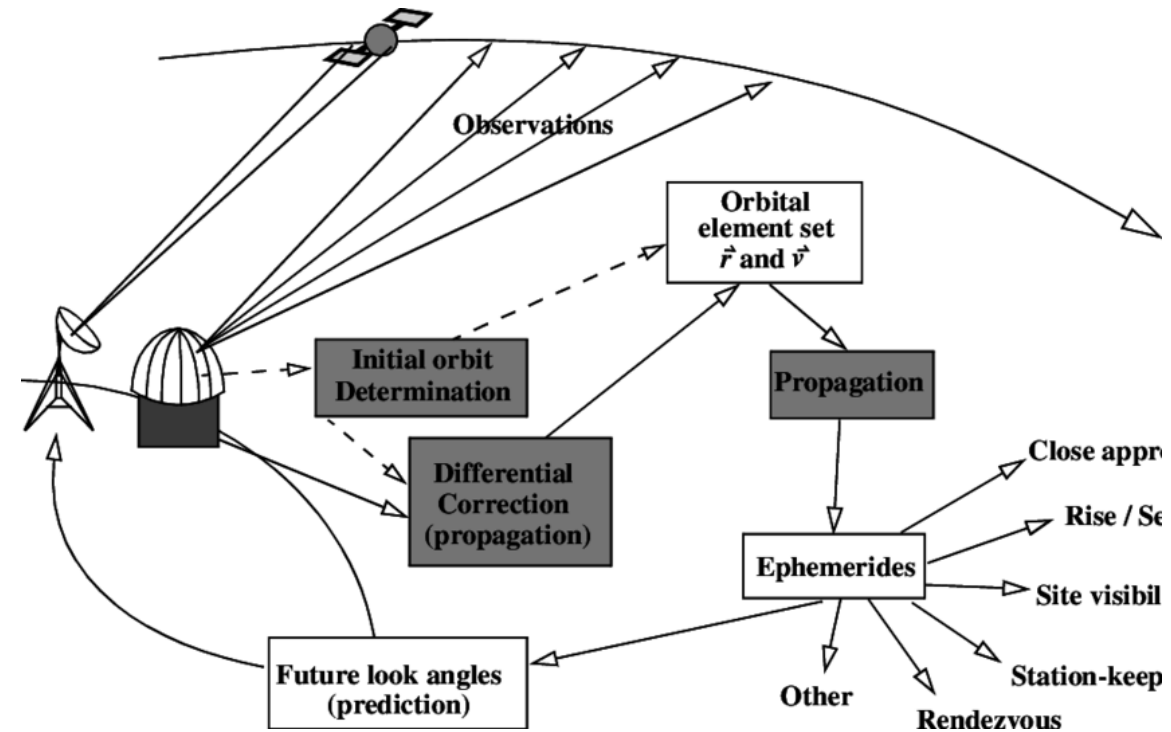 Observations
Orbital
element set
r⃗ and v⃗
Initial orbit
Determination
Propagation
Differential
Correction
(propagation)
Close appro
Rise / Se
Ephemerides
Site visibil
Future look angles
(prediction)
Station-keep
Other
Rendezvous